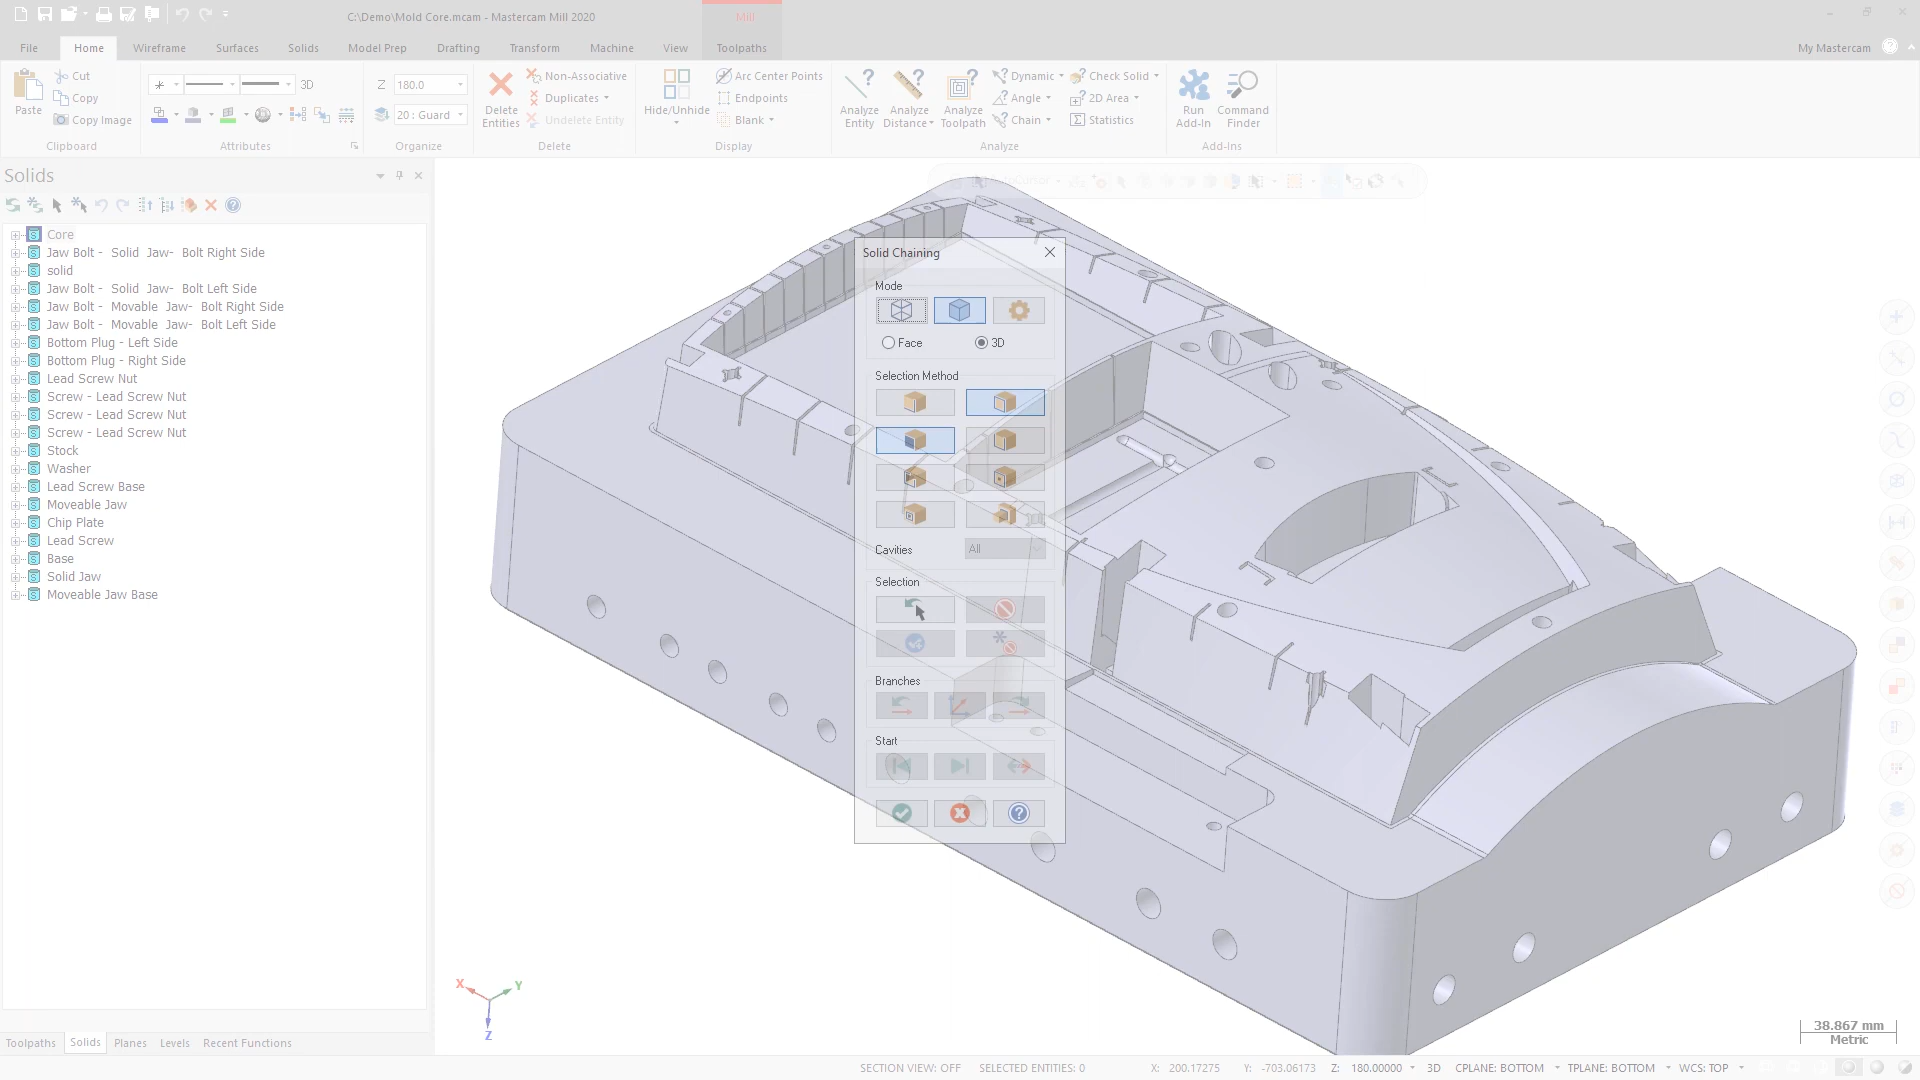 C:\Demo\Mold Core.mcam - Mastercam Mill 2020
Mill
File Home Wireframe Surfaces Solids Model Prep Drafting Transform Machine View Toolpaths My Mastercam
Paste
Cut
Copy
Copy Image
Clipboard
3D
Attributes
Z 180.0
20 : Guard
Organize
Delete Entities
Non-Associative
Duplicates
Undelete Entity
Delete
Hide/Unhide
Arc Center Points
Endpoints
Blank
Display
Analyze Entity
Analyze Distance
Analyze Toolpath
Dynamic
Angle
Chain
Check Solid
2D Area
Statistics
Analyze
Run Add-In
Command Finder
Add-Ins
Solids
Core
Jaw Bolt - Solid Jaw- Bolt Right Side
solid
Jaw Bolt - Solid Jaw- Bolt Left Side
Jaw Bolt - Movable Jaw- Bolt Right Side
Jaw Bolt - Movable Jaw- Bolt Left Side
Bottom Plug - Left Side
Bottom Plug - Right Side
Lead Screw Nut
Screw - Lead Screw Nut
Screw - Lead Screw Nut
Screw - Lead Screw Nut
Stock
Washer
Lead Screw Base
Moveable Jaw
Chip Plate
Lead Screw
Base
Solid Jaw
Moveable Jaw Base
Toolpaths Solids Planes Levels Recent Functions
Solid Chaining
Mode
Face 3D
Selection Method
Cavities All
Selection
Branches
Start
X Y
Z
38.867 mm
Metric
SECTION VIEW: OFF SELECTED ENTITIES: 0 X: 200.17275 Y: -703.06173 Z: 180.00000 3D CPLANE: BOTTOM TPLANE: BOTTOM WCS: TOP